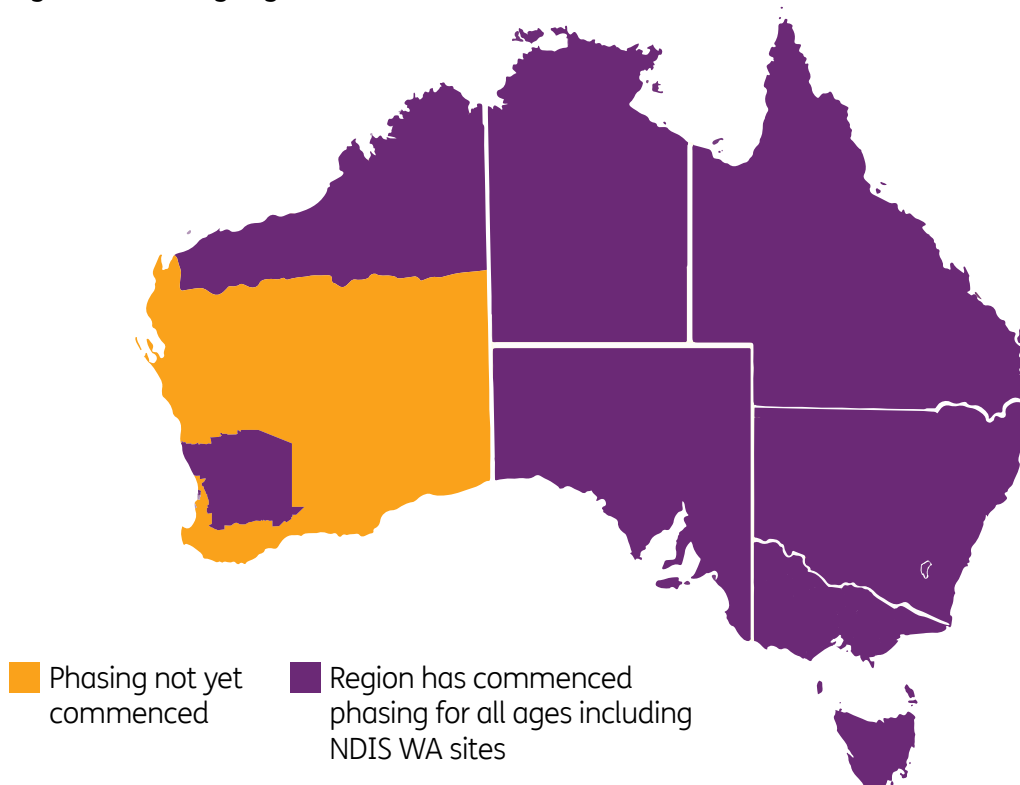 Phasing not yet
commenced
Region has commenced
phasing for all ages including
NDIS WA sites